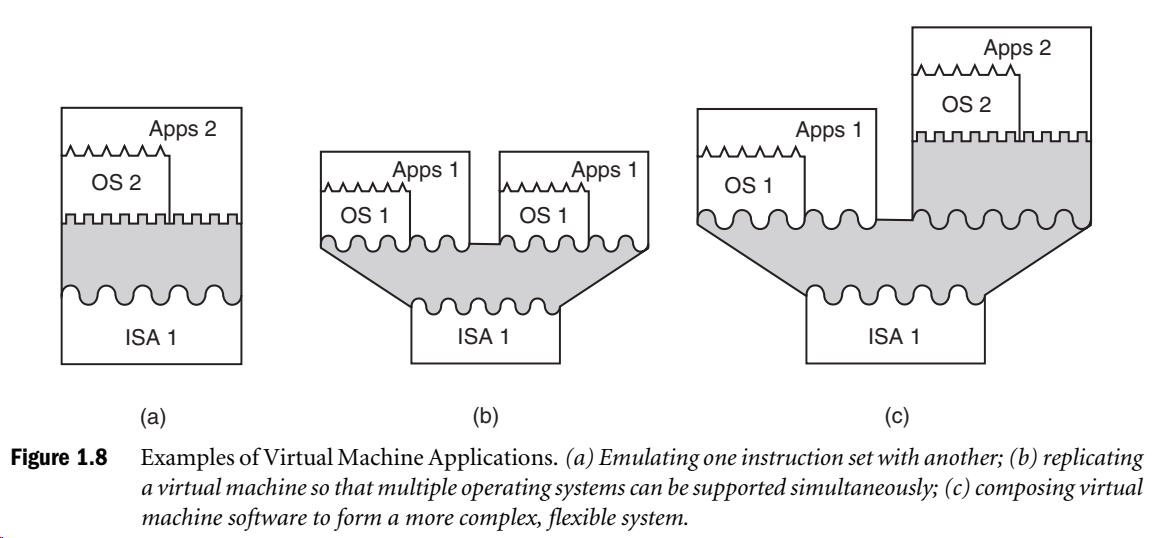 Apps 2
OS 2
ISA 1
(a)
Apps 1
OS 1
Apps 1
OS 1
ISA 1
(b)
Apps 1
OS 1
Apps 2
OS 2
ISA 1
(c)
Figure 1.8 Examples of Virtual Machine Applications. (a) Emulating one instruction set with another; (b) replicating
a virtual machine so that multiple operating systems can be supported simultaneously; (c) composing virtual
machine software to form a more complex, flexible system.